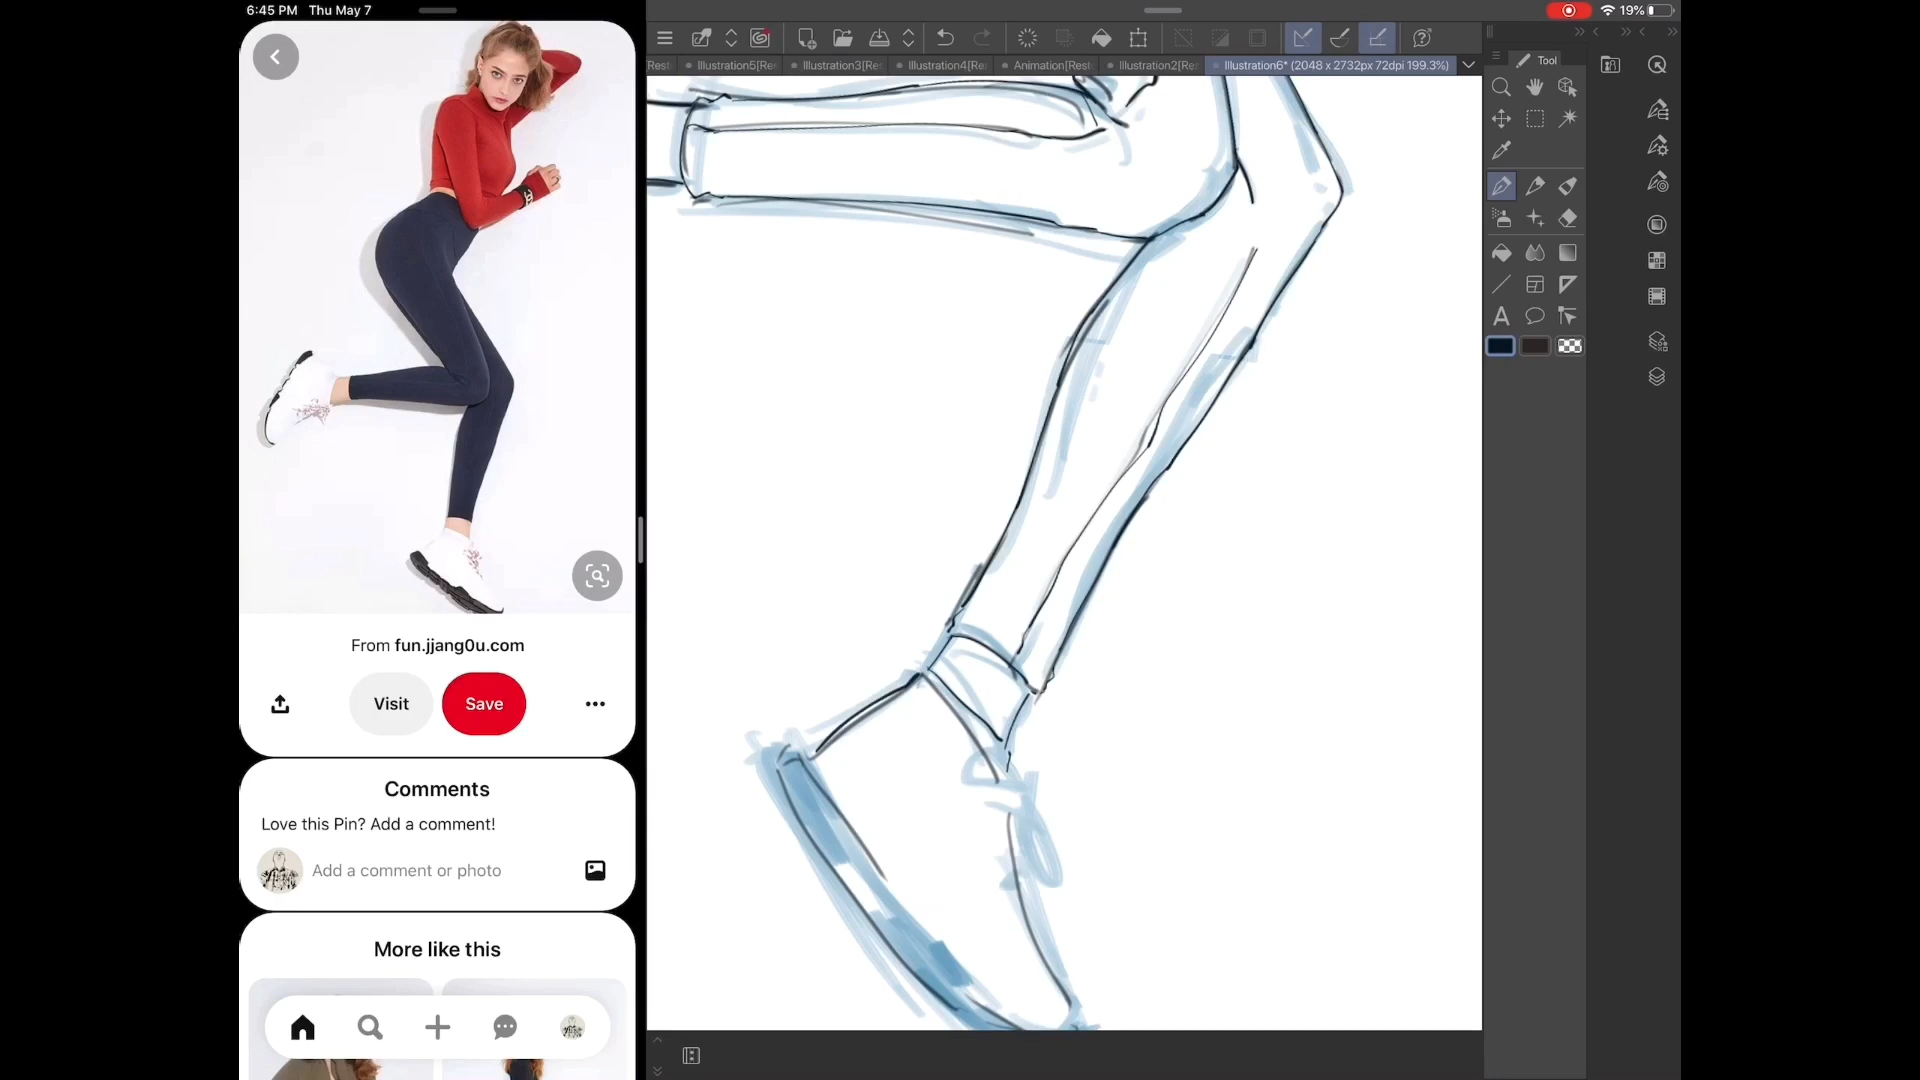 6:45 PM Thu May 7
19%
Illustration5[Re
Illustration3[Re
Illustration4[Re
Animation[Rest
Illustration2[Re
Illustration6* (2048 x 2732px 72dpi 199.3%)
Tool
From fun.jjang0u.com
Visit
Save
Comments
Love this Pin? Add a comment!
Add a comment or photo
More like this